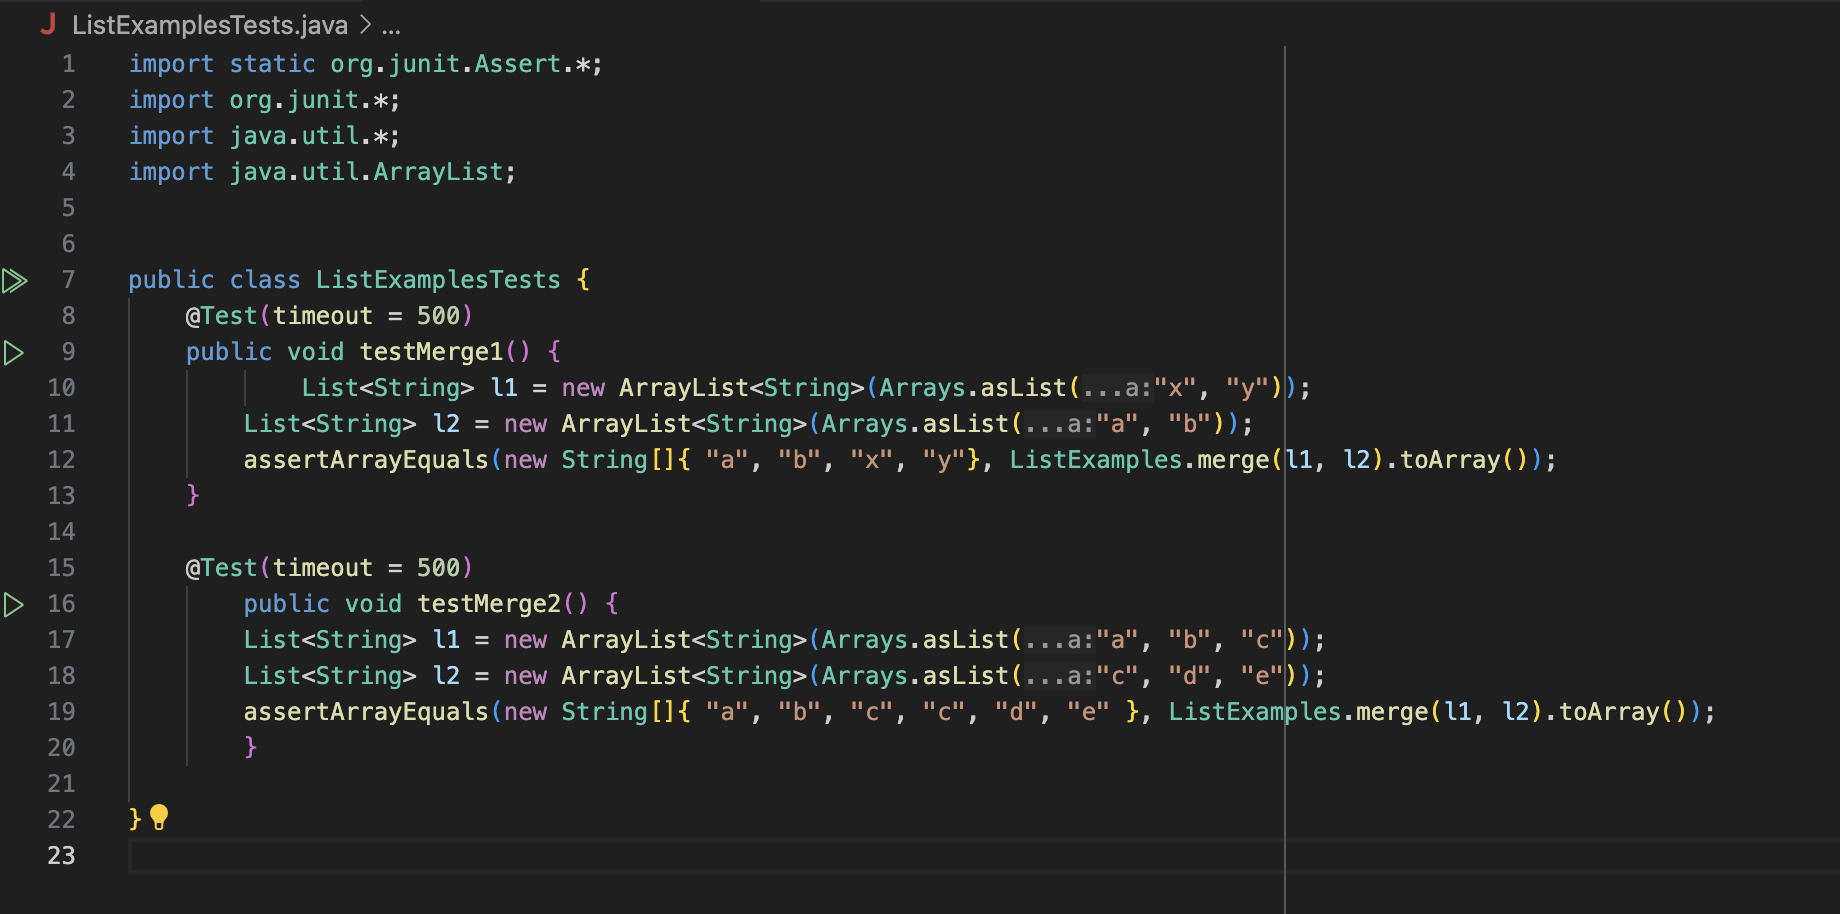 J ListExamplesTests.java > ...
1 import static org.junit.Assert.*;
2 import org.junit.*;
3 import java.util.*;
4 import java.util.ArrayList;
5
6
7 public class ListExamplesTests {
8 @Test(timeout = 500)
9 public void testMerge1() {
10 List<String> l1 = new ArrayList<String>(Arrays.asList(...a:"x", "y"));
11 List<String> l2 = new ArrayList<String>(Arrays.asList(...a:"a", "b"));
12 assertArrayEquals(new String[]{ "a", "b", "x", "y"}, ListExamples.merge(l1, l2).toArray());
13 }
14
15 @Test(timeout = 500)
16 public void testMerge2() {
17 List<String> l1 = new ArrayList<String>(Arrays.asList(...a:"a", "b", "c"));
18 List<String> l2 = new ArrayList<String>(Arrays.asList(...a:"c", "d", "e"));
19 assertArrayEquals(new String[]{ "a", "b", "c", "c", "d", "e" }, ListExamples.merge(l1, l2).toArray());
20 }
21
22 }
23